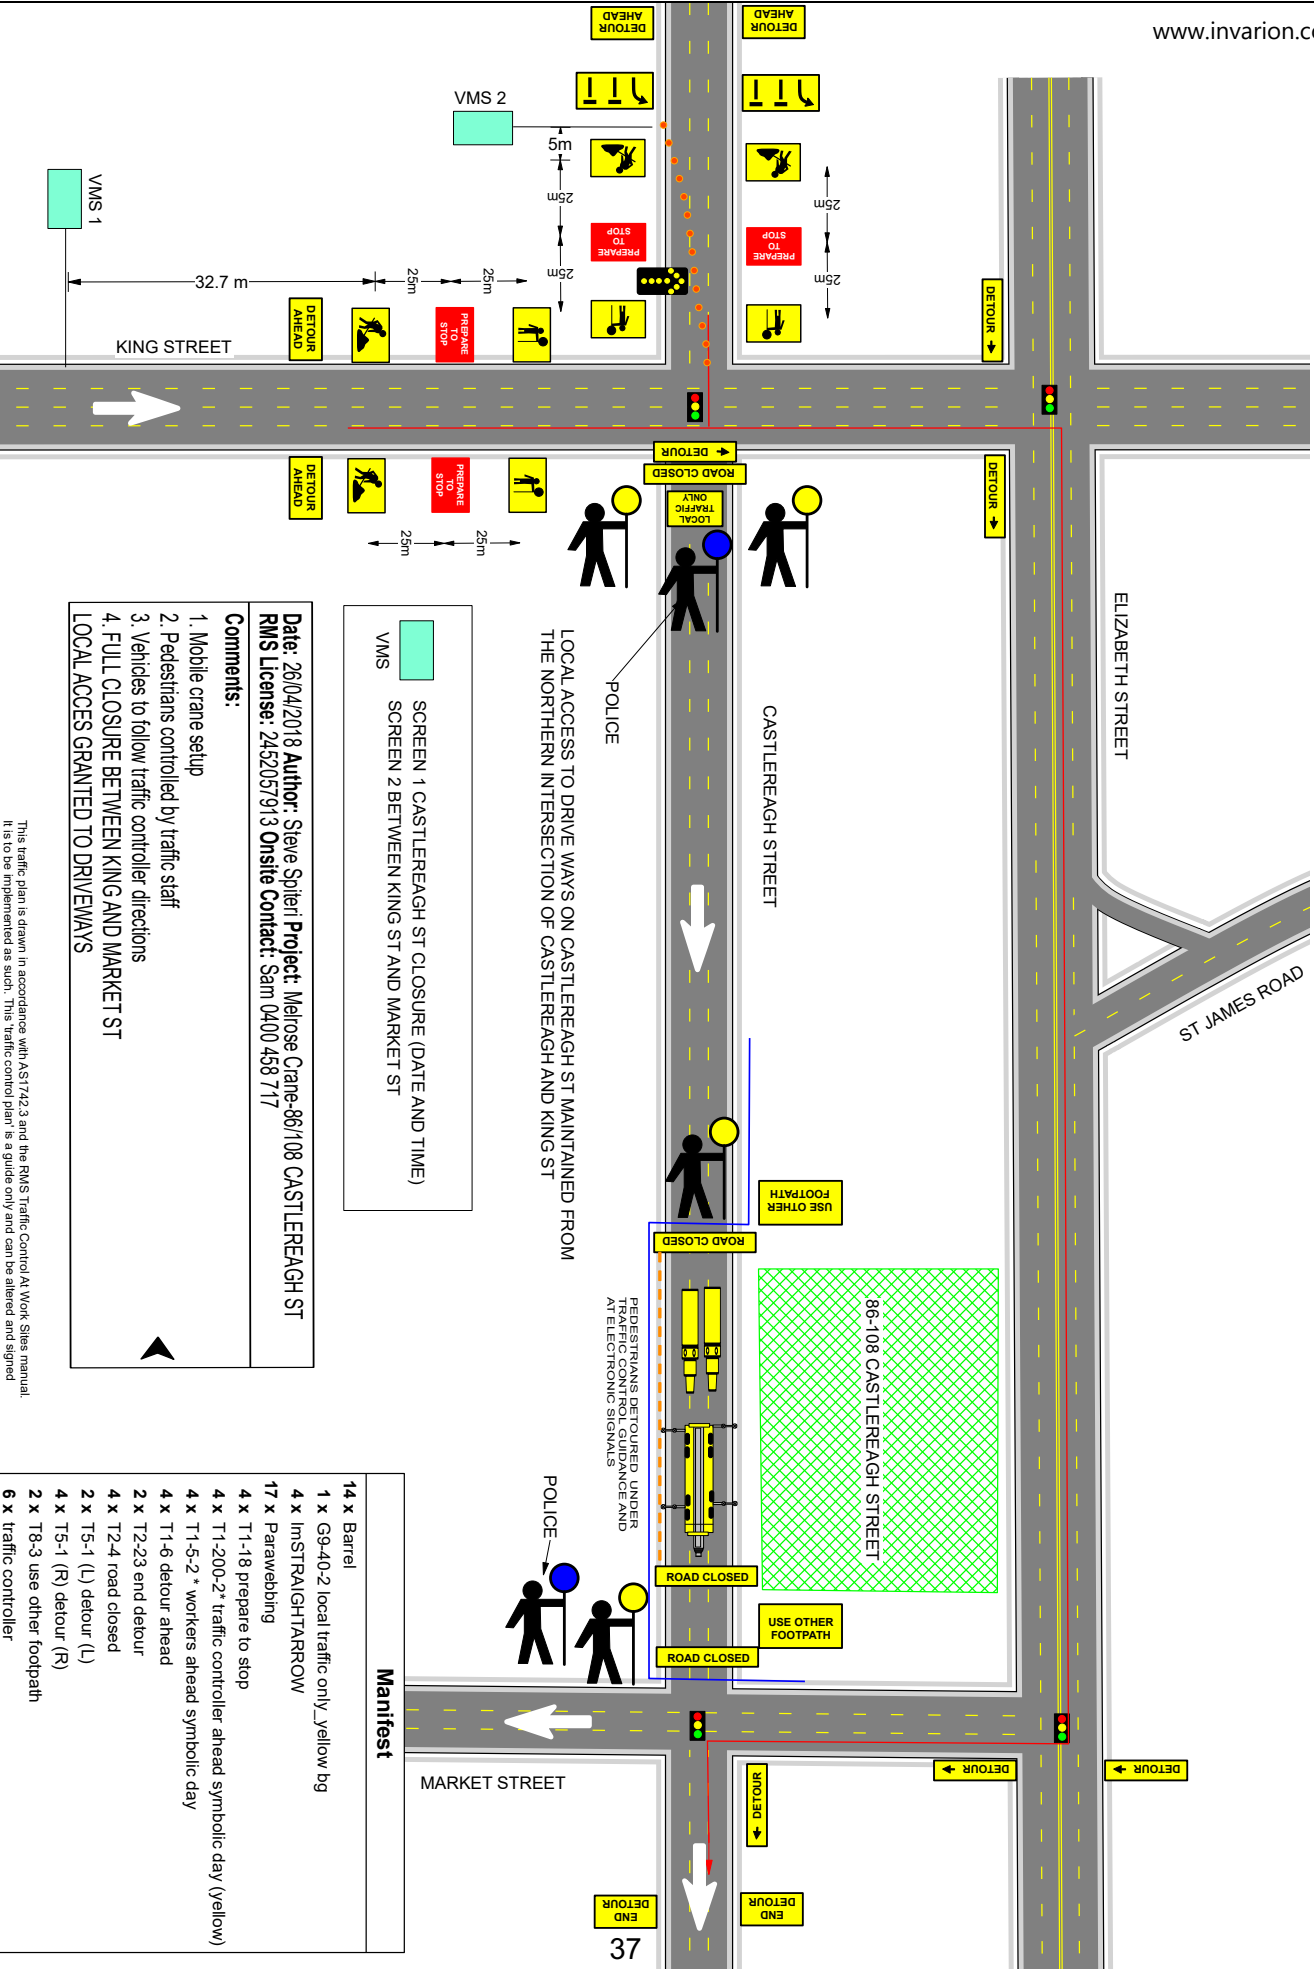 www.invarion.co
DETOUR
AHEAD
DETOUR
AHEAD
VMS 2
5m
25m
25m
25m
25m
PREPARE
TO
STOP
PREPARE
TO
STOP
VMS 1
32.7 m
25m
25m
DETOUR
AHEAD
PREPARE
TO
STOP
KING STREET
DETOUR
DETOUR
DETOUR
AHEAD
PREPARE
TO
STOP
25m
25m
DETOUR
ROAD CLOSED
LOCAL
TRAFFIC
ONLY
POLICE
ELIZABETH STREET
CASTLEREAGH STREET
ST JAMES ROAD
LOCAL ACCESS TO DRIVE WAYS ON CASTLEREAGH ST MAINTAINED FROM
THE NORTHERN INTERSECTION OF CASTLEREAGH AND KING ST
VMS
SCREEN 1 CASTLEREAGH ST CLOSURE (DATE AND TIME)
SCREEN 2 BETWEEN KING ST AND MARKET ST
Date: 26/04/2018 Author: Steve Spiteri Project: Melrose Crane-86/108 CASTLEREAGH ST
RMS License: 2452057913 Onsite Contact: Sam 0400 458 717
Comments:
1. Mobile crane setup
2. Pedestrians controlled by traffic staff
3. Vehicles to follow traffic controller directions
4. FULL CLOSURE BETWEEN KING AND MARKET ST
LOCAL ACCES GRANTED TO DRIVEWAYS
This traffic plan is drawn in accordance with AS1742.3 and the RMS Traffic Control At Work Sites manual.
It is to be implemented as such. This 'traffic control plan' is a guide only and can be altered and signed
USE OTHER
FOOTPATH
ROAD CLOSED
86-108 CASTLEREAGH STREET
PEDESTRIANS DETOURED UNDER
TRAFFIC CONTROL GUIDANCE AND
AT ELECTRONIC SIGNALS
ROAD CLOSED
USE OTHER
FOOTPATH
ROAD CLOSED
POLICE
MARKET STREET
DETOUR
DETOUR
DETOUR
END
DETOUR
END
DETOUR
37
Manifest
14 x Barrel
1 x G9-40-2 local traffic only_yellow bg
4 x ImSTRAIGHTARROW
17 x Parawebbing
4 x T1-18 prepare to stop
4 x T1-200-2* traffic controller ahead symbolic day (yellow)
4 x T1-5-2 * workers ahead symbolic day
4 x T1-6 detour ahead
2 x T2-23 end detour
4 x T2-4 road closed
2 x T5-1 (L) detour (L)
4 x T5-1 (R) detour (R)
2 x T8-3 use other footpath
6 x traffic controller